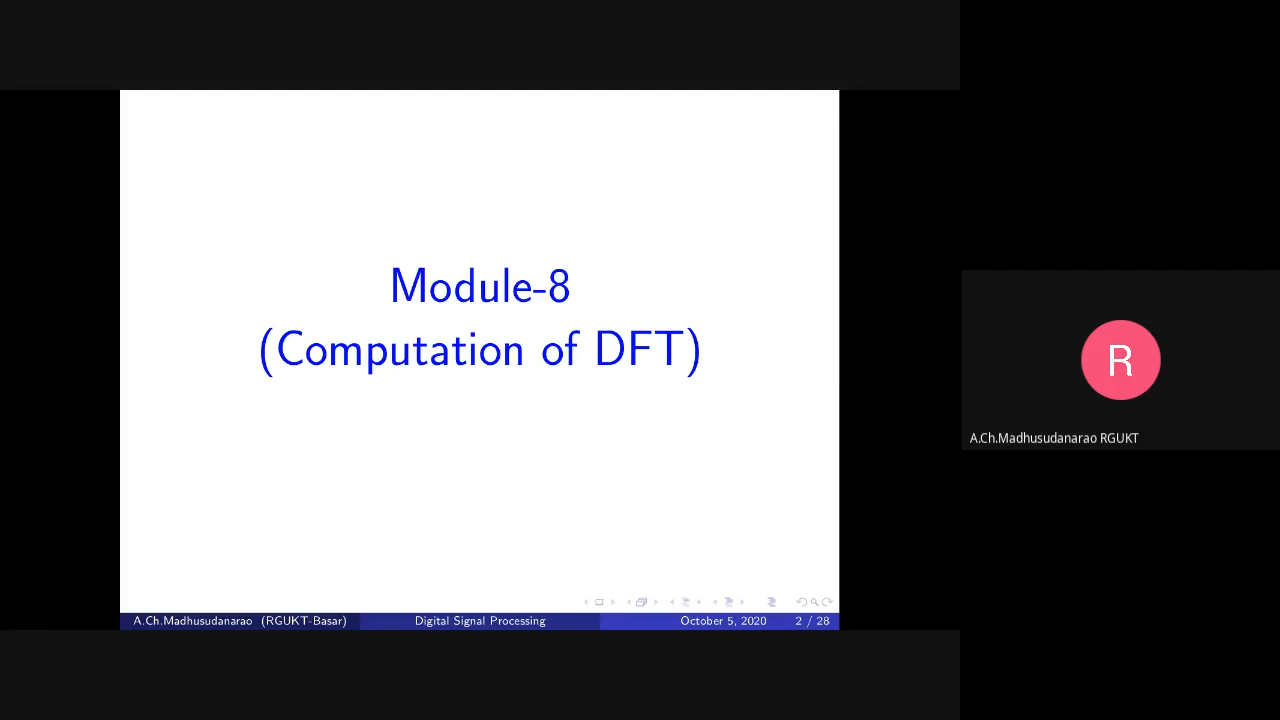 Module-8
(Computation of DFT)
R
A.Ch.Madhusudanarao RGUKT
A.Ch.Madhusudanarao (RGUKT-Basar) Digital Signal Processing October 5, 2020 2 / 28